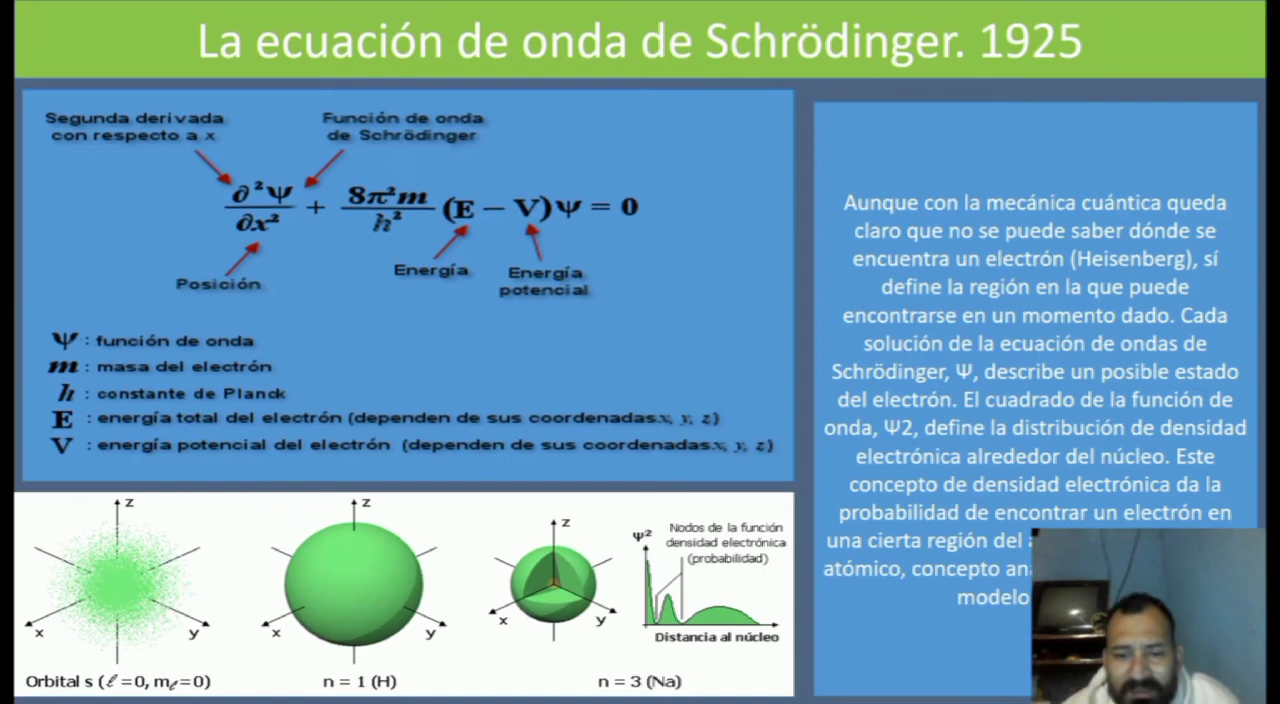 La ecuación de onda de Schrödinger. 1925
Segunda derivada
con respecto a x
Función de onda
de Schrödinger
∂²Ψ/∂x² + 8π²m/h² (E − V)Ψ = 0
Posición
Energía
Energía
potencial
Ψ : función de onda
m : masa del electrón
h : constante de Planck
E : energía total del electrón (dependen de sus coordenadas x, y, z)
V : energía potencial del electrón (dependen de sus coordenadas x, y, z)
Aunque con la mecánica cuántica queda
claro que no se puede saber dónde se
encuentra un electrón (Heisenberg), sí
define la región en la que puede
encontrarse en un momento dado. Cada
solución de la ecuación de ondas de
Schrödinger, Ψ, describe un posible estado
del electrón. El cuadrado de la función de
onda, Ψ2, define la distribución de densidad
electrónica alrededor del núcleo. Este
concepto de densidad electrónica da la
probabilidad de encontrar un electrón en
una cierta región del
atómico, concepto
modelo
z
x
y
Orbital s (ℓ=0, mℓ=0)
z
x
y
n = 1 (H)
z
x
y
Ψ²
Nodos de la función
densidad electrónica
(probabilidad)
Distancia al núcleo
n = 3 (Na)